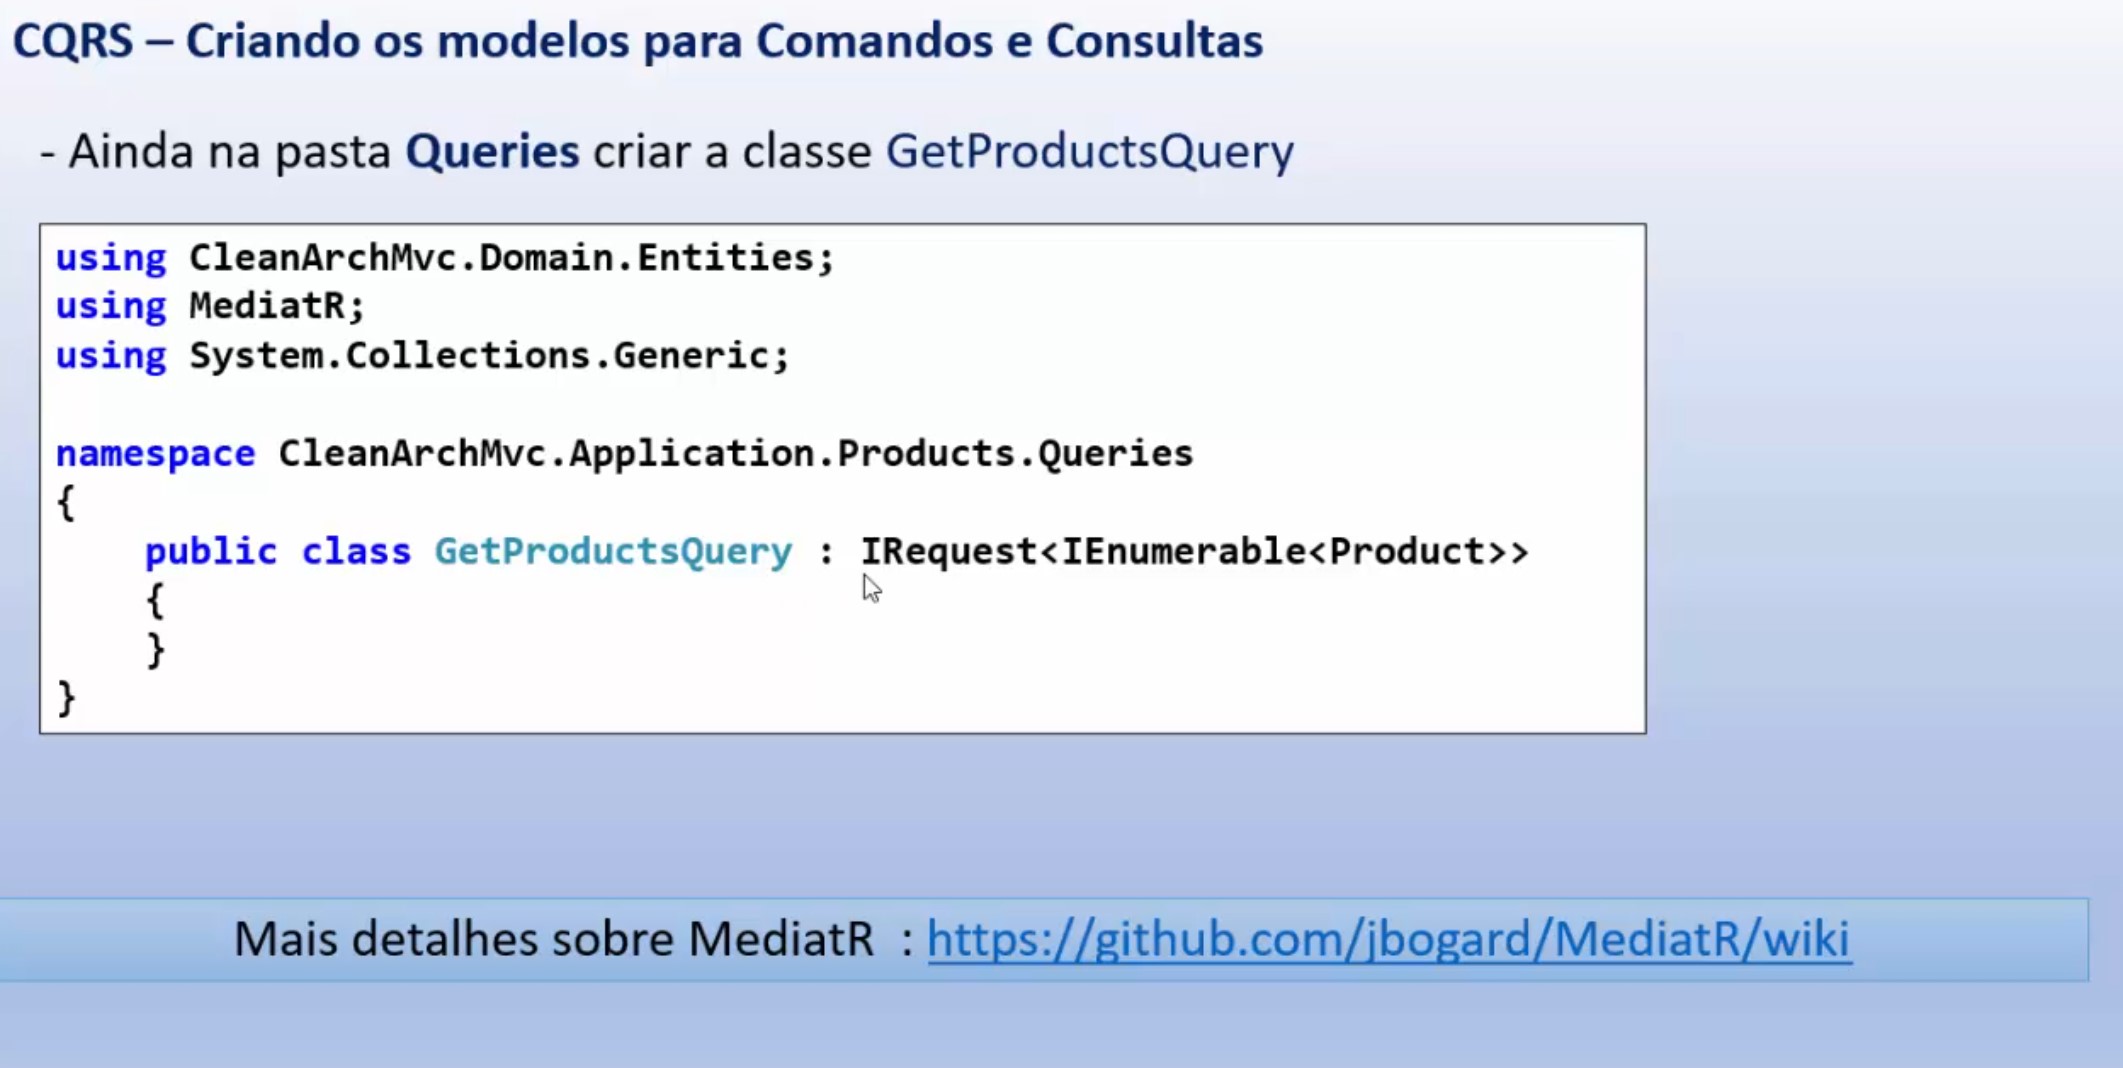 CQRS – Criando os modelos para Comandos e Consultas
- Ainda na pasta Queries criar a classe GetProductsQuery
using CleanArchMvc.Domain.Entities;
using MediatR;
using System.Collections.Generic;
namespace CleanArchMvc.Application.Products.Queries
{
    public class GetProductsQuery : IRequest<IEnumerable<Product>>
    {
    }
}
Mais detalhes sobre MediatR : https://github.com/jbogard/MediatR/wiki